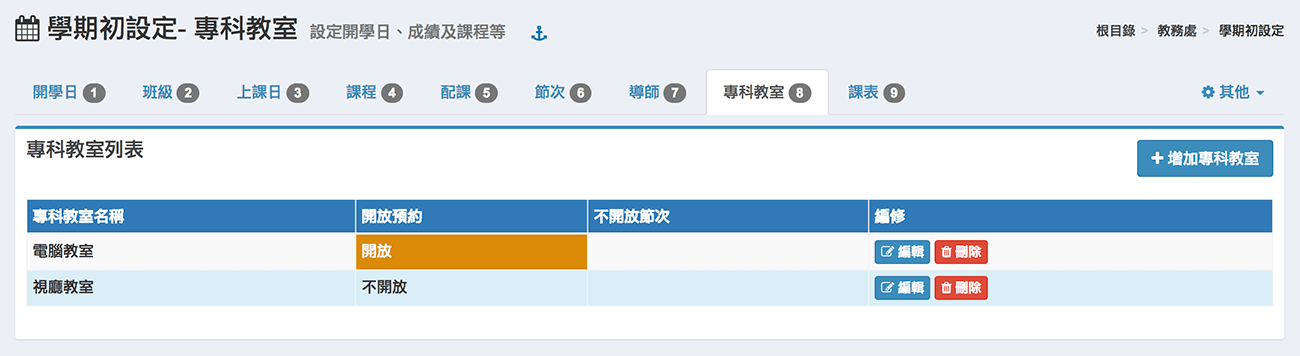 學期初設定- 專科教室 設定開學日、成績及課程等
根目錄 > 教務處 > 學期初設定
開學日 1 班級 2 上課日 3 課程 4 配課 5 節次 6 導師 7 專科教室 8 課表 9 其他
專科教室列表
增加專科教室
專科教室名稱 開放預約 不開放節次 編修
電腦教室 開放 編輯 刪除
視廳教室 不開放 編輯 刪除